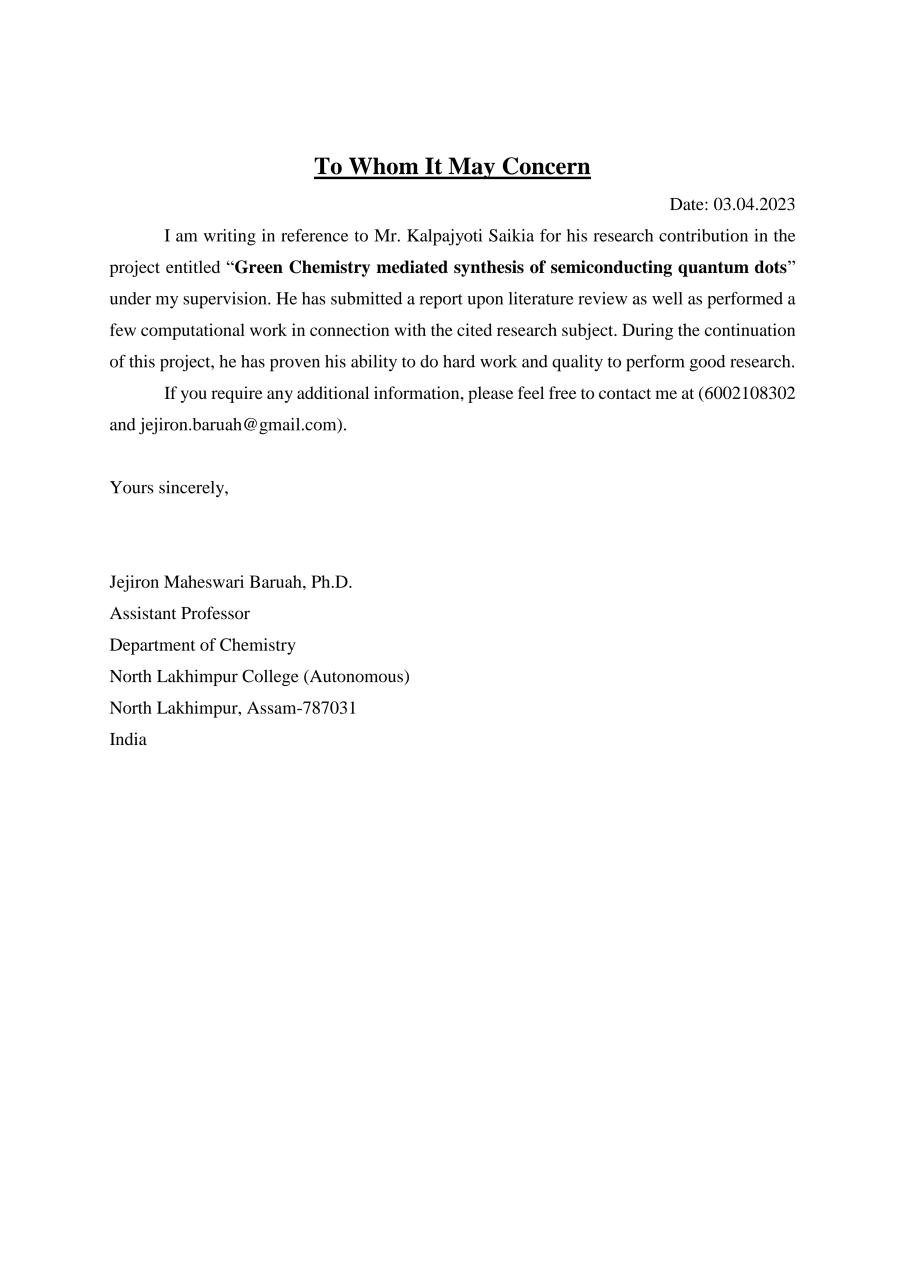 To Whom It May Concern
Date: 03.04.2023
I am writing in reference to Mr. Kalpajyoti Saikia for his research contribution in the
project entitled “Green Chemistry mediated synthesis of semiconducting quantum dots”
under my supervision. He has submitted a report upon literature review as well as performed a
few computational work in connection with the cited research subject. During the continuation
of this project, he has proven his ability to do hard work and quality to perform good research.
If you require any additional information, please feel free to contact me at (6002108302
and jejiron.baruah@gmail.com).
Yours sincerely,
Jejiron Maheswari Baruah, Ph.D.
Assistant Professor
Department of Chemistry
North Lakhimpur College (Autonomous)
North Lakhimpur, Assam-787031
India